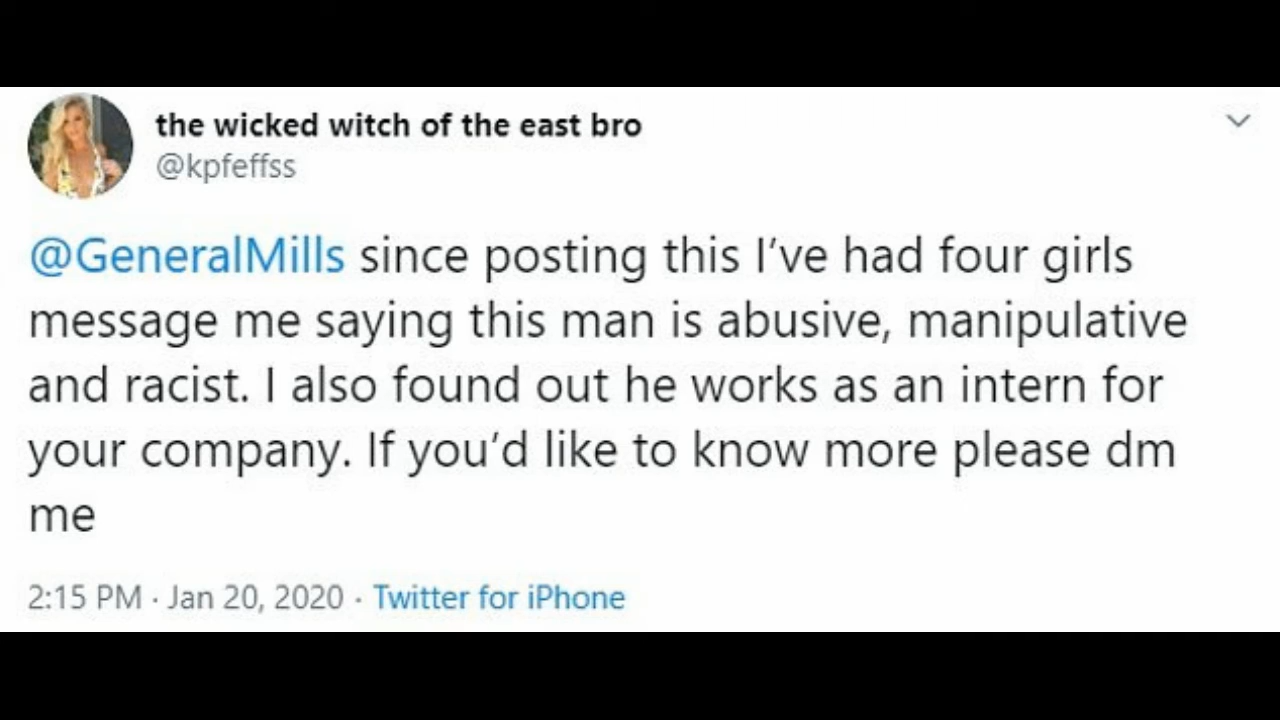 the wicked witch of the east bro
@kpfeffss
@GeneralMills since posting this I’ve had four girls
message me saying this man is abusive, manipulative
and racist. I also found out he works as an intern for
your company. If you’d like to know more please dm
me
2:15 PM · Jan 20, 2020 · Twitter for iPhone